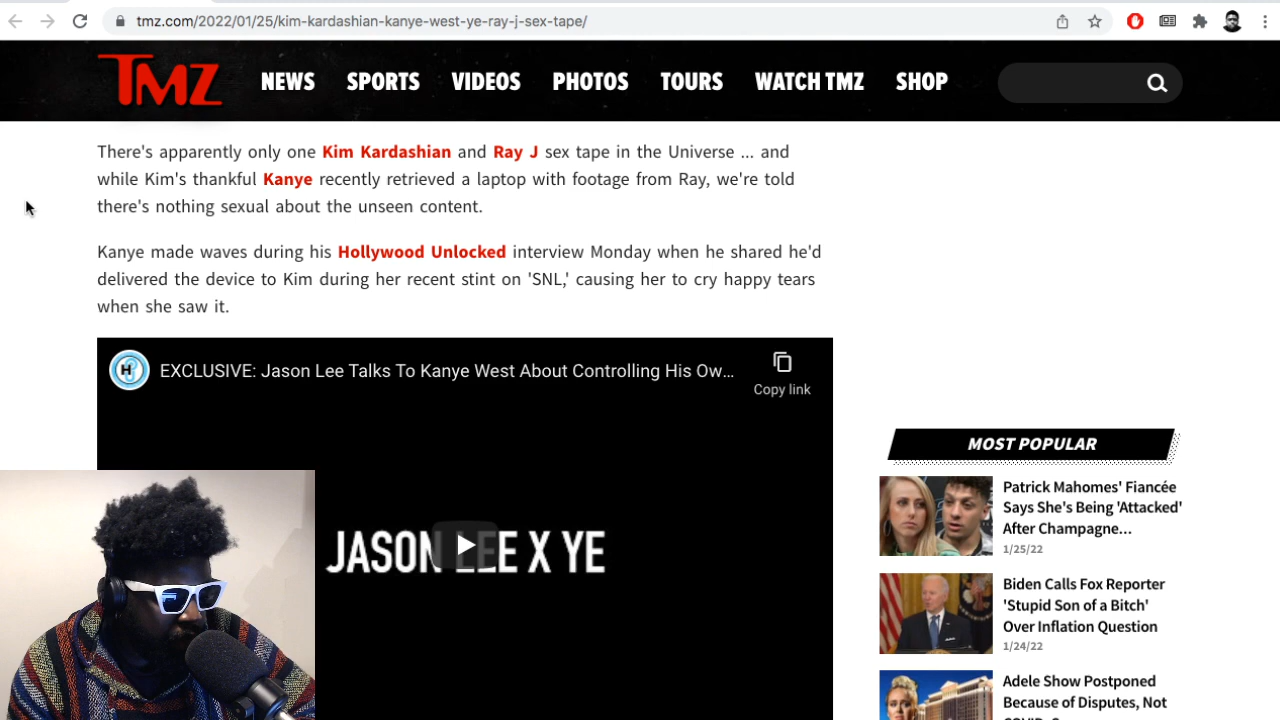 tmz.com/2022/01/25/kim-kardashian-kanye-west-ye-ray-j-sex-tape/
TMZ
NEWS SPORTS VIDEOS PHOTOS TOURS WATCH TMZ SHOP
There's apparently only one Kim Kardashian and Ray J sex tape in the Universe ... and
while Kim's thankful Kanye recently retrieved a laptop with footage from Ray, we're told
there's nothing sexual about the unseen content.
Kanye made waves during his Hollywood Unlocked interview Monday when he shared he'd
delivered the device to Kim during her recent stint on 'SNL,' causing her to cry happy tears
when she saw it.
H
EXCLUSIVE: Jason Lee Talks To Kanye West About Controlling His Ow...
Copy link
JASON LEE X YE
MOST POPULAR
Patrick Mahomes' Fiancée
Says She's Being 'Attacked'
After Champagne...
1/25/22
Biden Calls Fox Reporter
'Stupid Son of a Bitch'
Over Inflation Question
1/24/22
Adele Show Postponed
Because of Disputes, Not